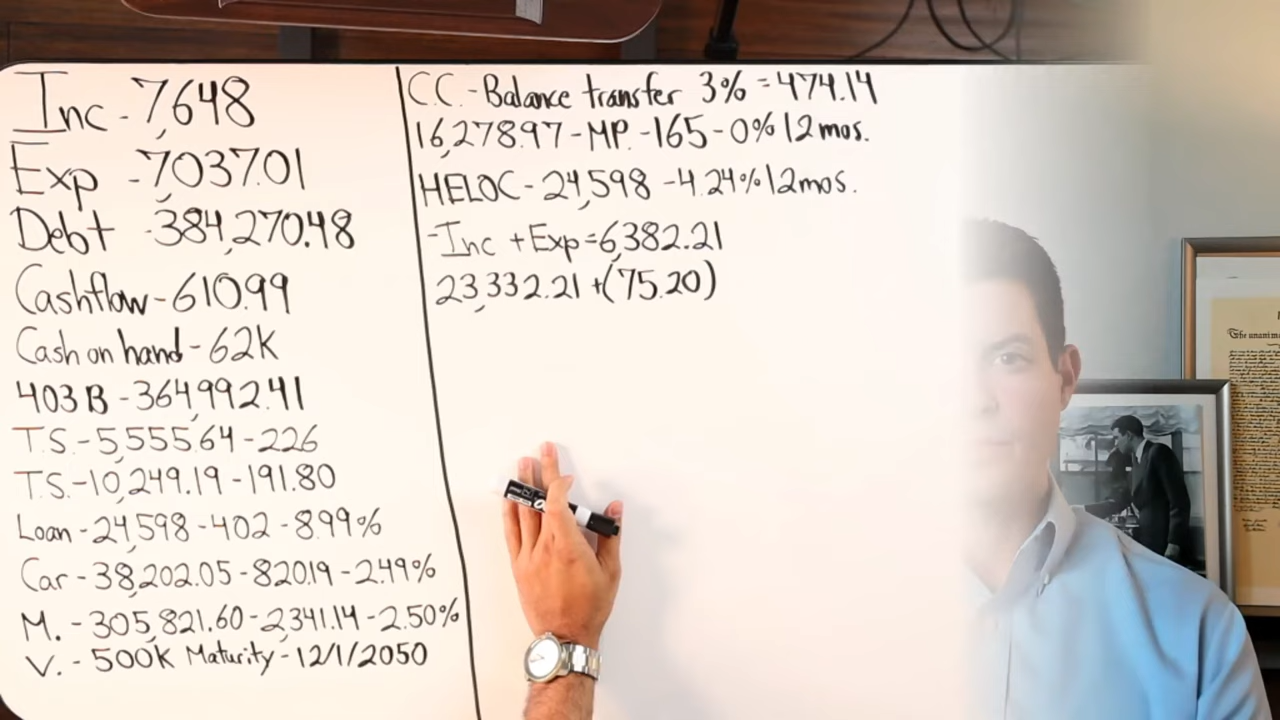 Inc - 7,648
Exp - 7,037.01
Debt - 384,270.48
Cashflow - 610.99
Cash on hand - 62K
403 B - 364,992.41
T.S. - 5,555.64 - 226
T.S. - 10,249.19 - 191.80
Loan - 24,598 - 402 - 8.99%
Car - 38,202.05 - 820.19 - 2.49%
M. - 305,821.60 - 2,341.14 - 2.50%
V. - 500K Maturity - 12/1/2050
C.C. - Balance transfer 3% = 474.14
16,278.97 - MP. - 165 - 0% 12 mos.
HELOC - 24,598 - 4.24% 12 mos.
- Inc + Exp = 6,382.21
23,332.21 + (75.20)